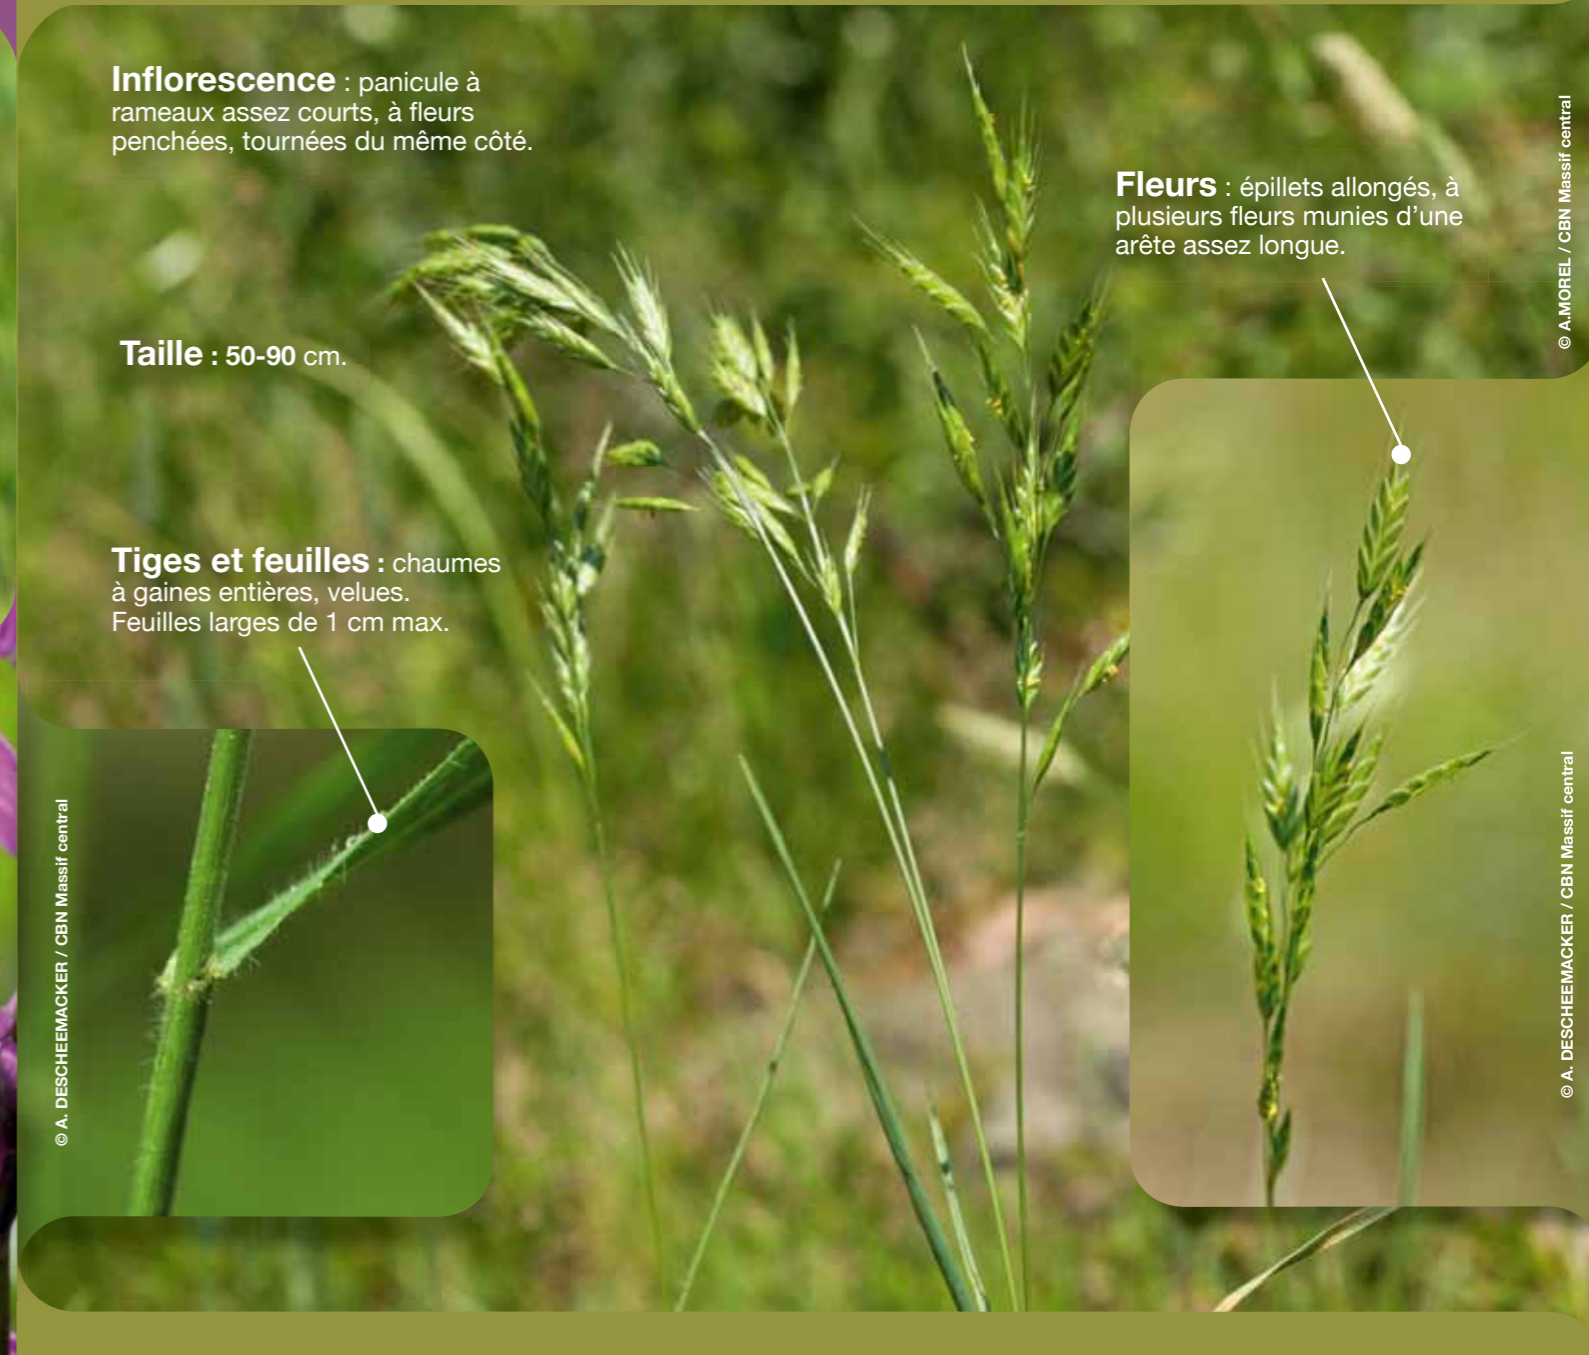 Inflorescence : panicule à
rameaux assez courts, à fleurs
penchées, tournées du même côté.
Fleurs : épillets allongés, à
plusieurs fleurs munies d’une
arête assez longue.
© A.MOREL / CBN Massif central
Taille : 50-90 cm.
Tiges et feuilles : chaumes
à gaines entières, velues.
Feuilles larges de 1 cm max.
© A. DESCHEEMACKER / CBN Massif central
© A. DESCHEEMACKER / CBN Massif central